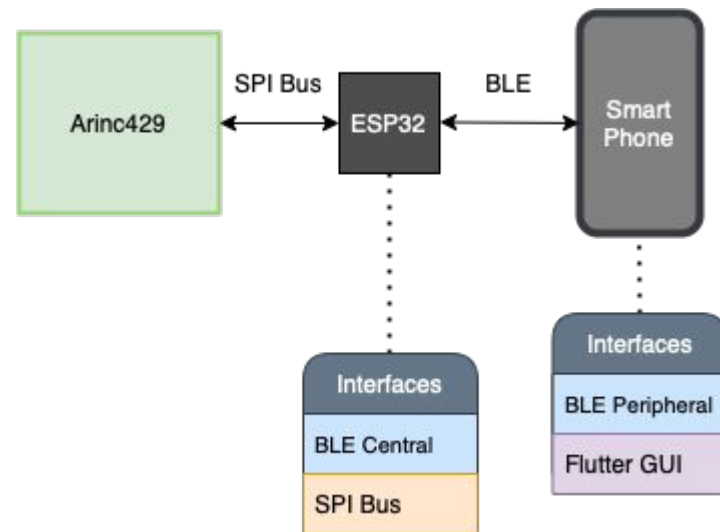 SPI Bus
BLE
Arinc429
ESP32
Smart
Phone
Interfaces
BLE Central
SPI Bus
Interfaces
BLE Peripheral
Flutter GUI